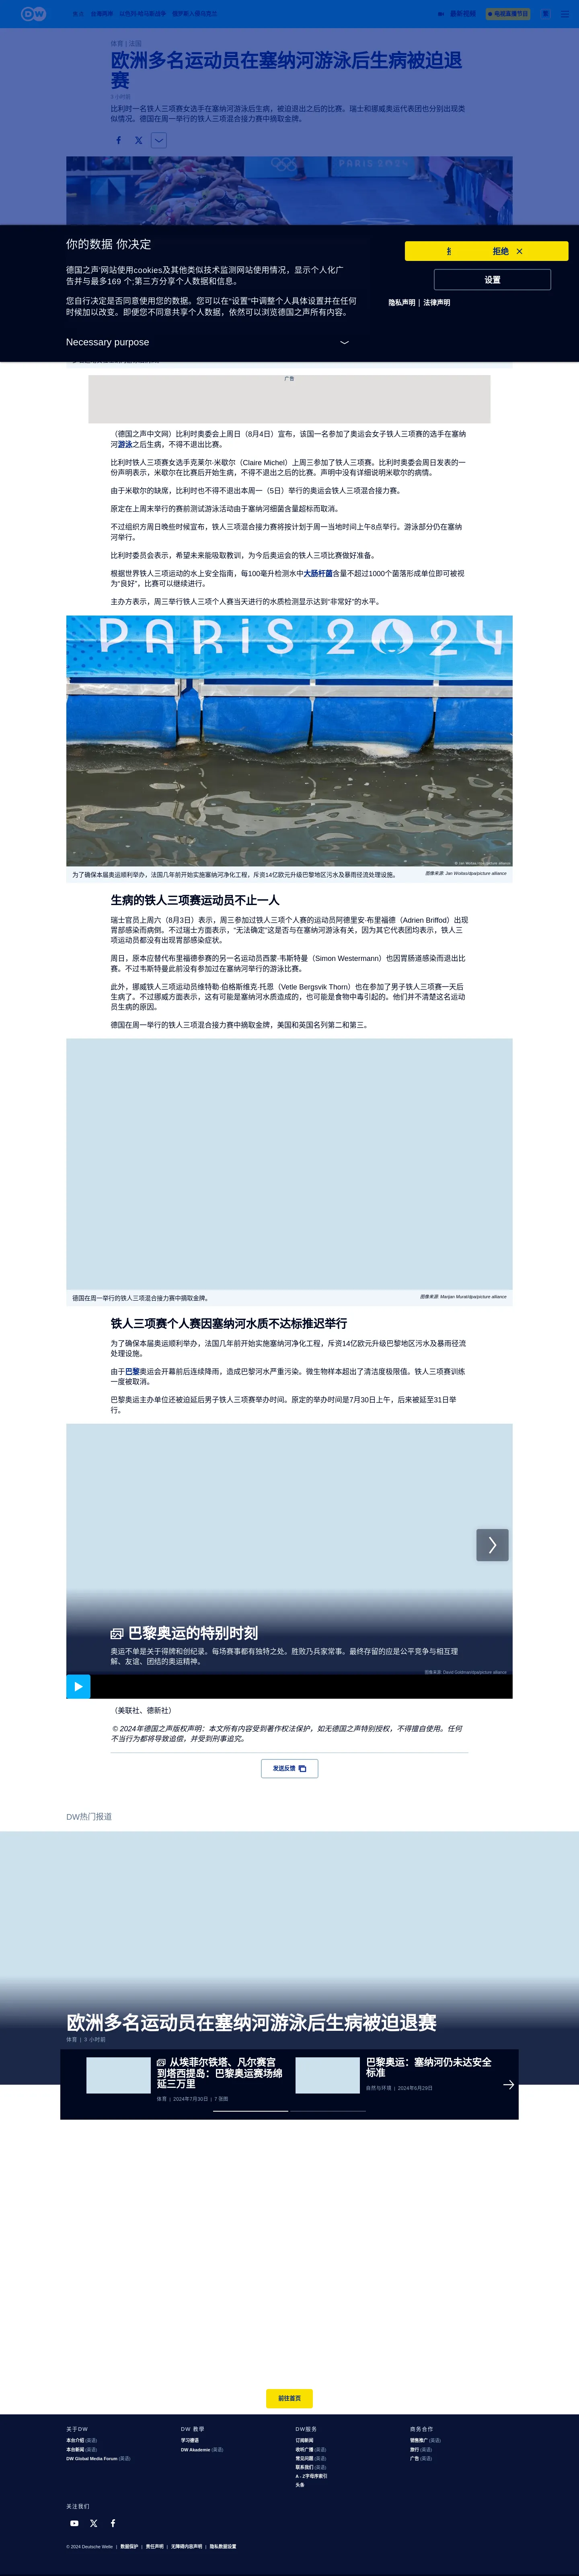 DW
最新视频
电视直播节目
繁
体育 | 法国
欧洲多名运动员在塞纳河游泳后生病被迫退
赛
3 小时前
比利时一名铁人三项赛女选手在塞纳河游泳后生病，被迫退出之后的比赛。瑞士和挪威奥运代表团也分别出现类
似情况。德国在周一举行的铁人三项混合接力赛中摘取金牌。
你的数据 你决定
拒绝
德国之声'网站使用cookies及其他类似技术监测网站使用情况，显示个人化广
告与最多169 个;第三方分享个人数据和信息。
设置
隐私声明 | 法律声明
您自行决定是否同意使用您的数据。您可以在"设置"中调整个人具体设置并在任何
时候加以改变。即便您不同意共享个人数据，依然可以浏览德国之声所有内容。
Necessary purpose
广告
（德国之声中文网）比利时奥委会上周日（8月4日）宣布，该国一名参加了奥运会女子铁人三项赛的选手在塞纳
河游泳之后生病，不得不退出比赛。
比利时铁人三项赛女选手克莱尔·米歇尔（Claire Michel）上周三参加了铁人三项赛。比利时奥委会周日发表的一
份声明表示，米歇尔在比赛后开始生病，不得不退出之后的比赛。声明中没有详细说明米歇尔的病情。
由于米歇尔的缺席，比利时也不得不退出本周一（5日）举行的奥运会铁人三项混合接力赛。
原定在上周末举行的赛前测试游泳活动由于塞纳河细菌含量超标而取消。
不过组织方周日晚些时候宣布，铁人三项混合接力赛将按计划于周一当地时间上午8点举行。游泳部分仍在塞纳
河举行。
比利时委员会表示，希望未来能吸取教训，为今后奥运会的铁人三项比赛做好准备。
根据世界铁人三项运动的水上安全指南，每100毫升检测水中大肠杆菌含量不超过1000个菌落形成单位即可被视
为"良好"，比赛可以继续进行。
主办方表示，周三举行铁人三项个人赛当天进行的水质检测显示达到"非常好"的水平。
PARIS 2024
为了确保本届奥运顺利举办，法国几年前开始实施塞纳河净化工程，斥资14亿欧元升级巴黎地区污水及暴雨径流处理设施。
图像来源: Jan Woitas/dpa/picture alliance
生病的铁人三项赛运动员不止一人
瑞士官员上周六（8月3日）表示，周三参加过铁人三项个人赛的运动员阿德里安·布里福德（Adrien Briffod）出现
胃部感染疾病病例。不过瑞士方面表示，"无法确定"这是否与在塞纳河游泳有关，因为其它代表团均表示，铁人三
项运动员都没有出现胃部感染症状。
周日，原本应替代布里福德参赛的另一名运动员西蒙·韦斯特曼（Simon Westermann）也因胃肠道感染而退出比
赛。不过韦斯特曼此前没有参加过在塞纳河举行的游泳比赛。
此外，挪威铁人三项运动员维特勒·伯格斯维克·托恩（Vetle Bergsvik Thorn）也在参加了男子铁人三项赛一天后
生病了。不过挪威方面表示，这有可能是塞纳河水质造成的，也可能是食物中毒引起的。他们并不清楚这名运动
员生病的原因。
德国在周一举行的铁人三项混合接力赛中摘取金牌，美国和英国名列第二和第三。
德国在周一举行的铁人三项混合接力赛中摘取金牌。
图像来源: Marijan Murat/dpa/picture alliance
铁人三项赛个人赛因塞纳河水质不达标推迟举行
为了确保本届奥运顺利举办，法国几年前开始实施塞纳河净化工程，斥资14亿欧元升级巴黎地区污水及暴雨径流
处理设施。
由于巴黎奥运会开幕前后连续降雨，造成巴黎河水严重污染。微生物样本超出了清洁度极限值。铁人三项赛训练
一度被取消。
巴黎奥运主办单位还被迫延后男子铁人三项赛举办时间。原定的举办时间是7月30日上午，后来被延至31日举
行。
巴黎奥运的特别时刻
奥运不单是关于得牌和创纪录。每场赛事都有独特之处。胜败乃兵家常事。最终存留的应是公平竞争与相互理
解、友谊、团结的奥运精神。
图像来源: David Goldman/dpa/picture alliance
（美联社、德新社）
© 2024年德国之声版权声明：本文所有内容受到著作权法保护，如无德国之声特别授权，不得擅自使用。任何
不当行为都将导致追偿，并受到刑事追究。
发送反馈
DW热门报道
欧洲多名运动员在塞纳河游泳后生病被迫退赛
体育 | 3 小时前
从埃菲尔铁塔、凡尔赛宫
到塔西提岛：巴黎奥运赛场绵
延三万里
体育 | 2024年7月30日 | 7 张图
巴黎奥运：塞纳河仍未达安全
标准
自然与环境 | 2024年6月29日
前往首页
关于DW
本台介绍 (英语)
本台新闻 (英语)
DW Global Media Forum (英语)
DW 教學
学习德语
DW Akademie (英语)
DW服务
订阅新闻
收听广播 (英语)
常见问题 (英语)
联系我们 (英语)
A - Z字母序索引
头条
商务合作
销售推广 (英语)
旅行 (英语)
广告 (英语)
关注我们
© 2024 Deutsche Welle | 数据保护 | 责任声明 | 无障碍内容声明 | 隐私数据设置